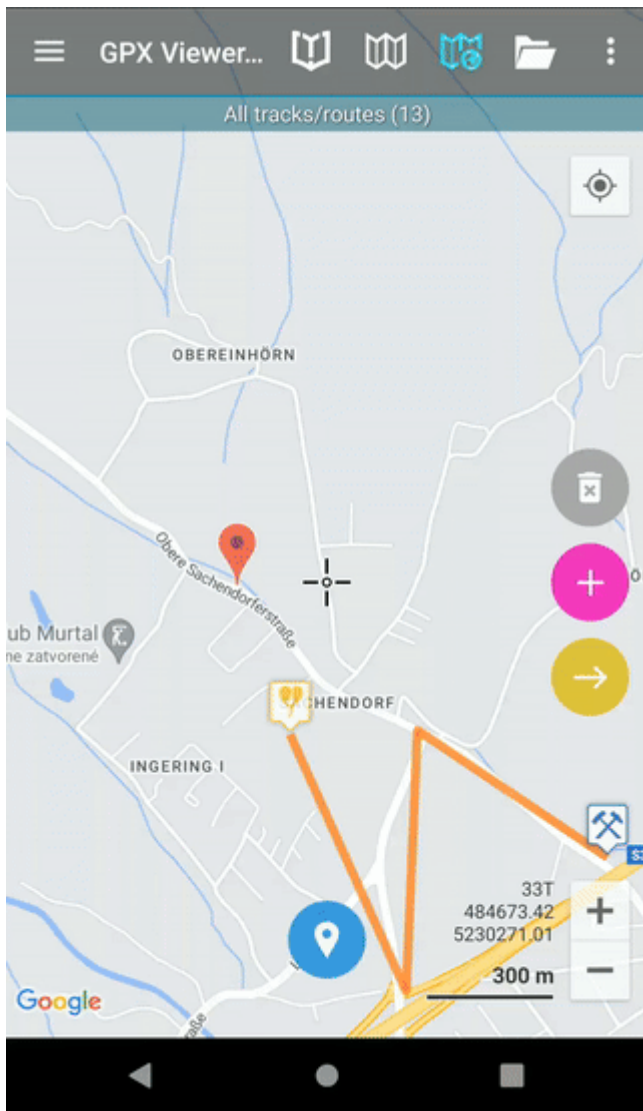 GPX Viewer...
All tracks/routes (13)
OBEREINHÖRN
Obere Sachendorferstraße
ub Murtal
ne zatvorené
SACHENDORF
INGERING I
33T
484673.42
5230271.01
300 m
Google